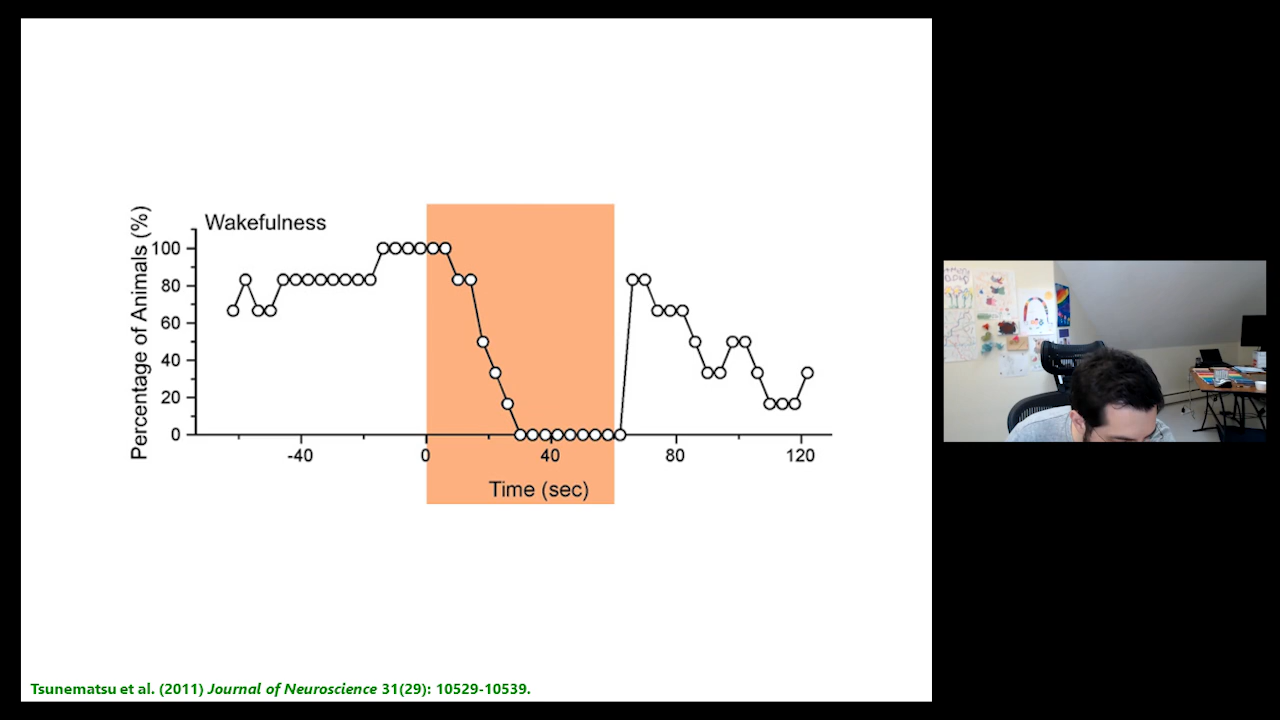 Wakefulness
Percentage of Animals (%)
100
80
60
40
20
0
-40
0
40
80
120
Time (sec)
Tsunematsu et al. (2011) Journal of Neuroscience 31(29): 10529-10539.